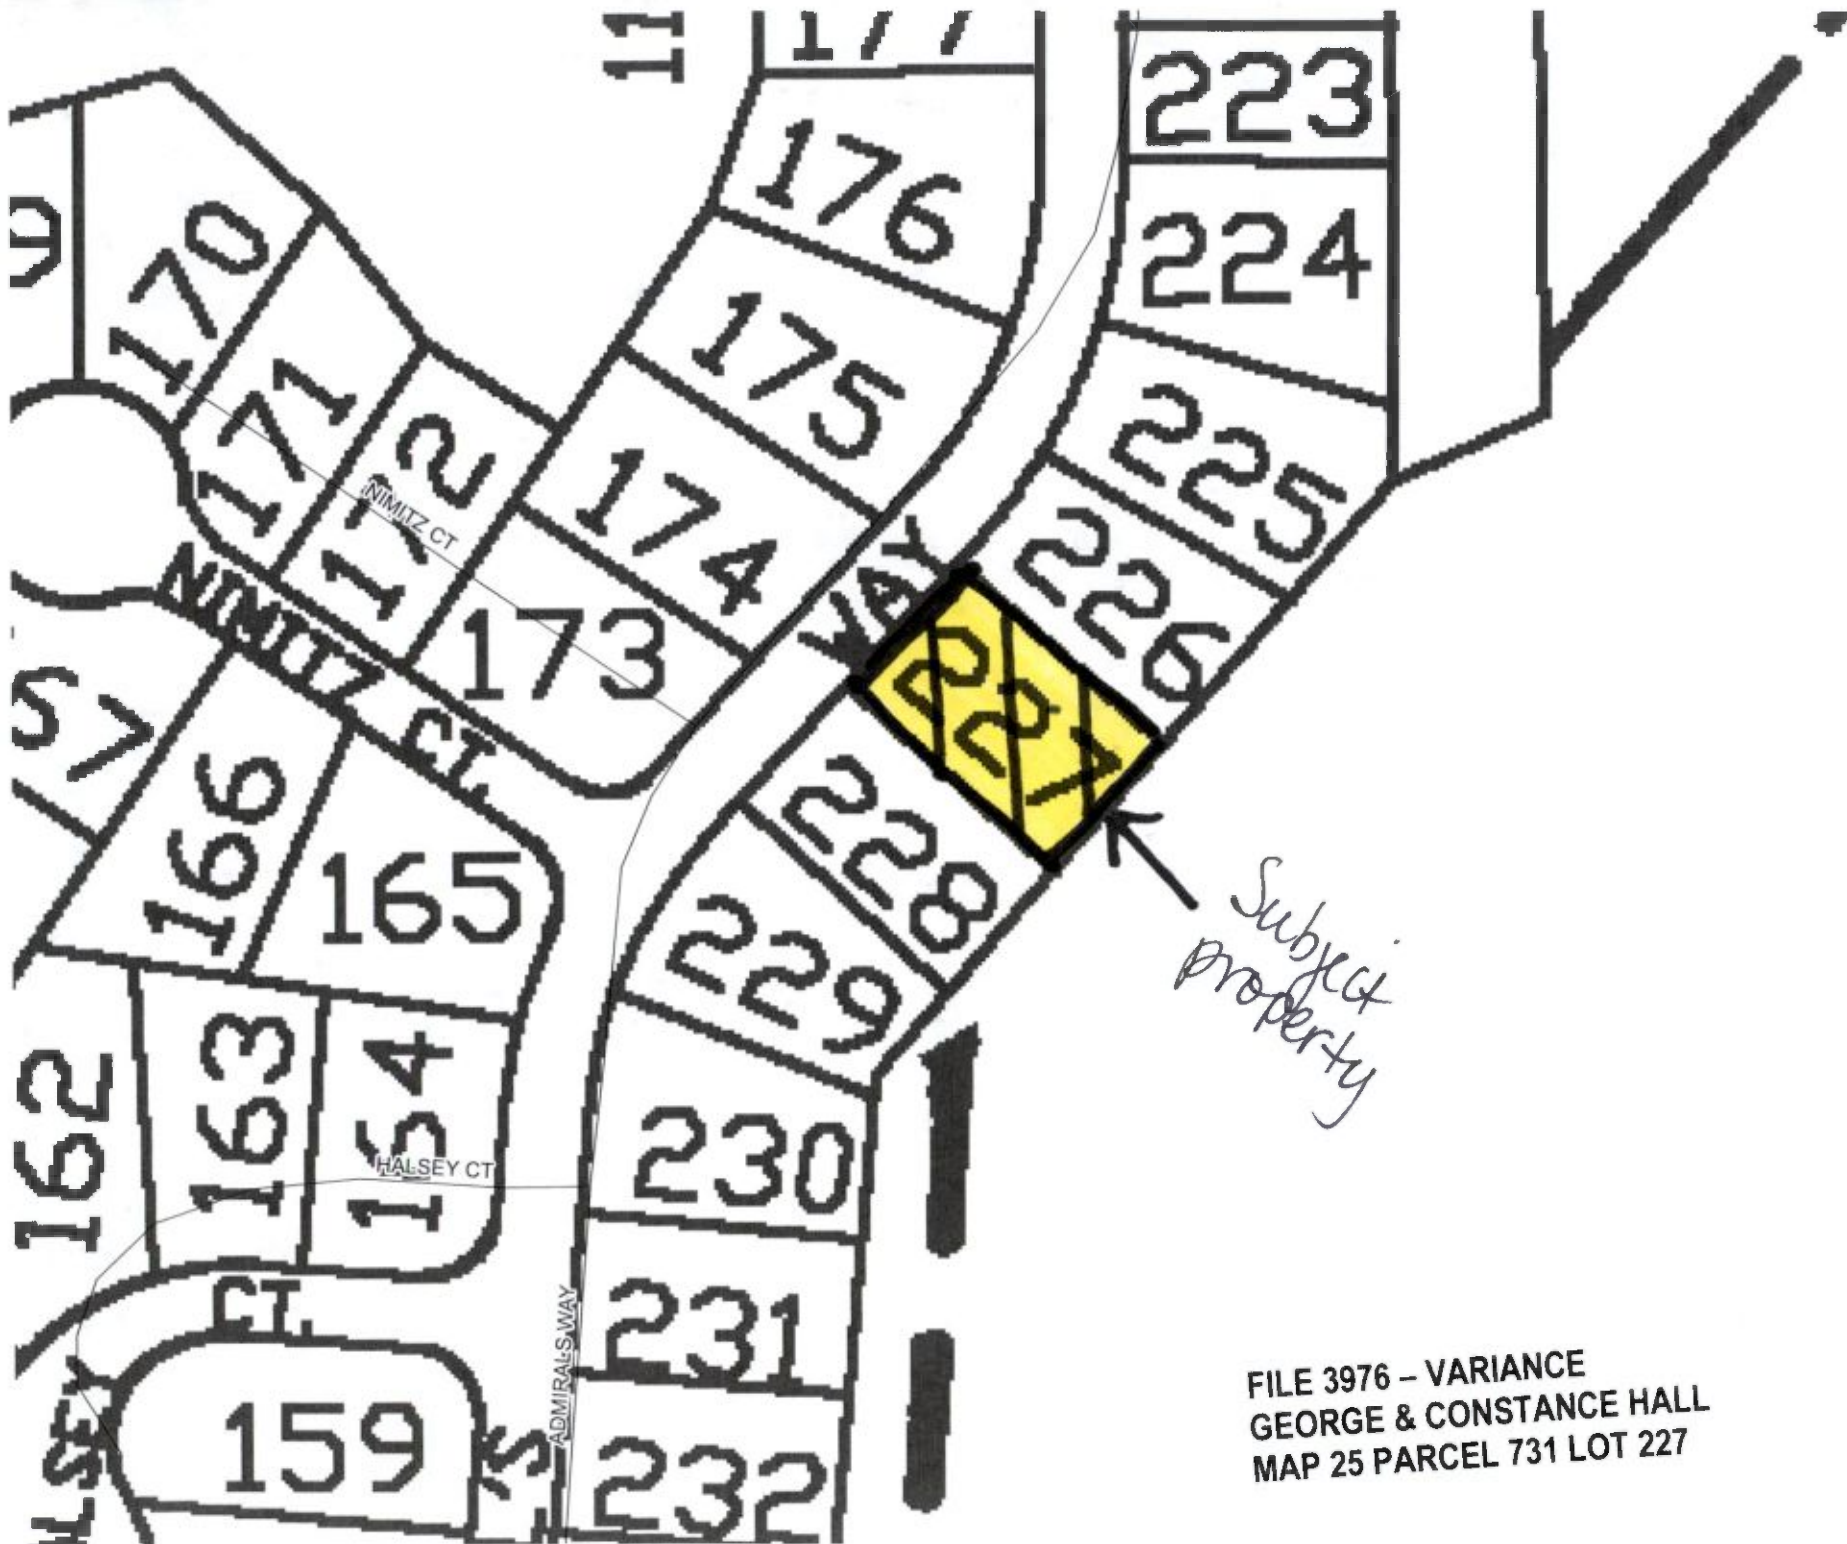 11
177
223
176
224
170
175
225
171
172
NIMITZ CT
174
226
WAY
NIMITZ CT.
173
227
57
166
165
228
229
Subject
property
162
163
164
HALSEY CT
230
CT.
231
ADMIRALS WAY
HALSEY
159
232
FILE 3976 – VARIANCE
GEORGE & CONSTANCE HALL
MAP 25 PARCEL 731 LOT 227